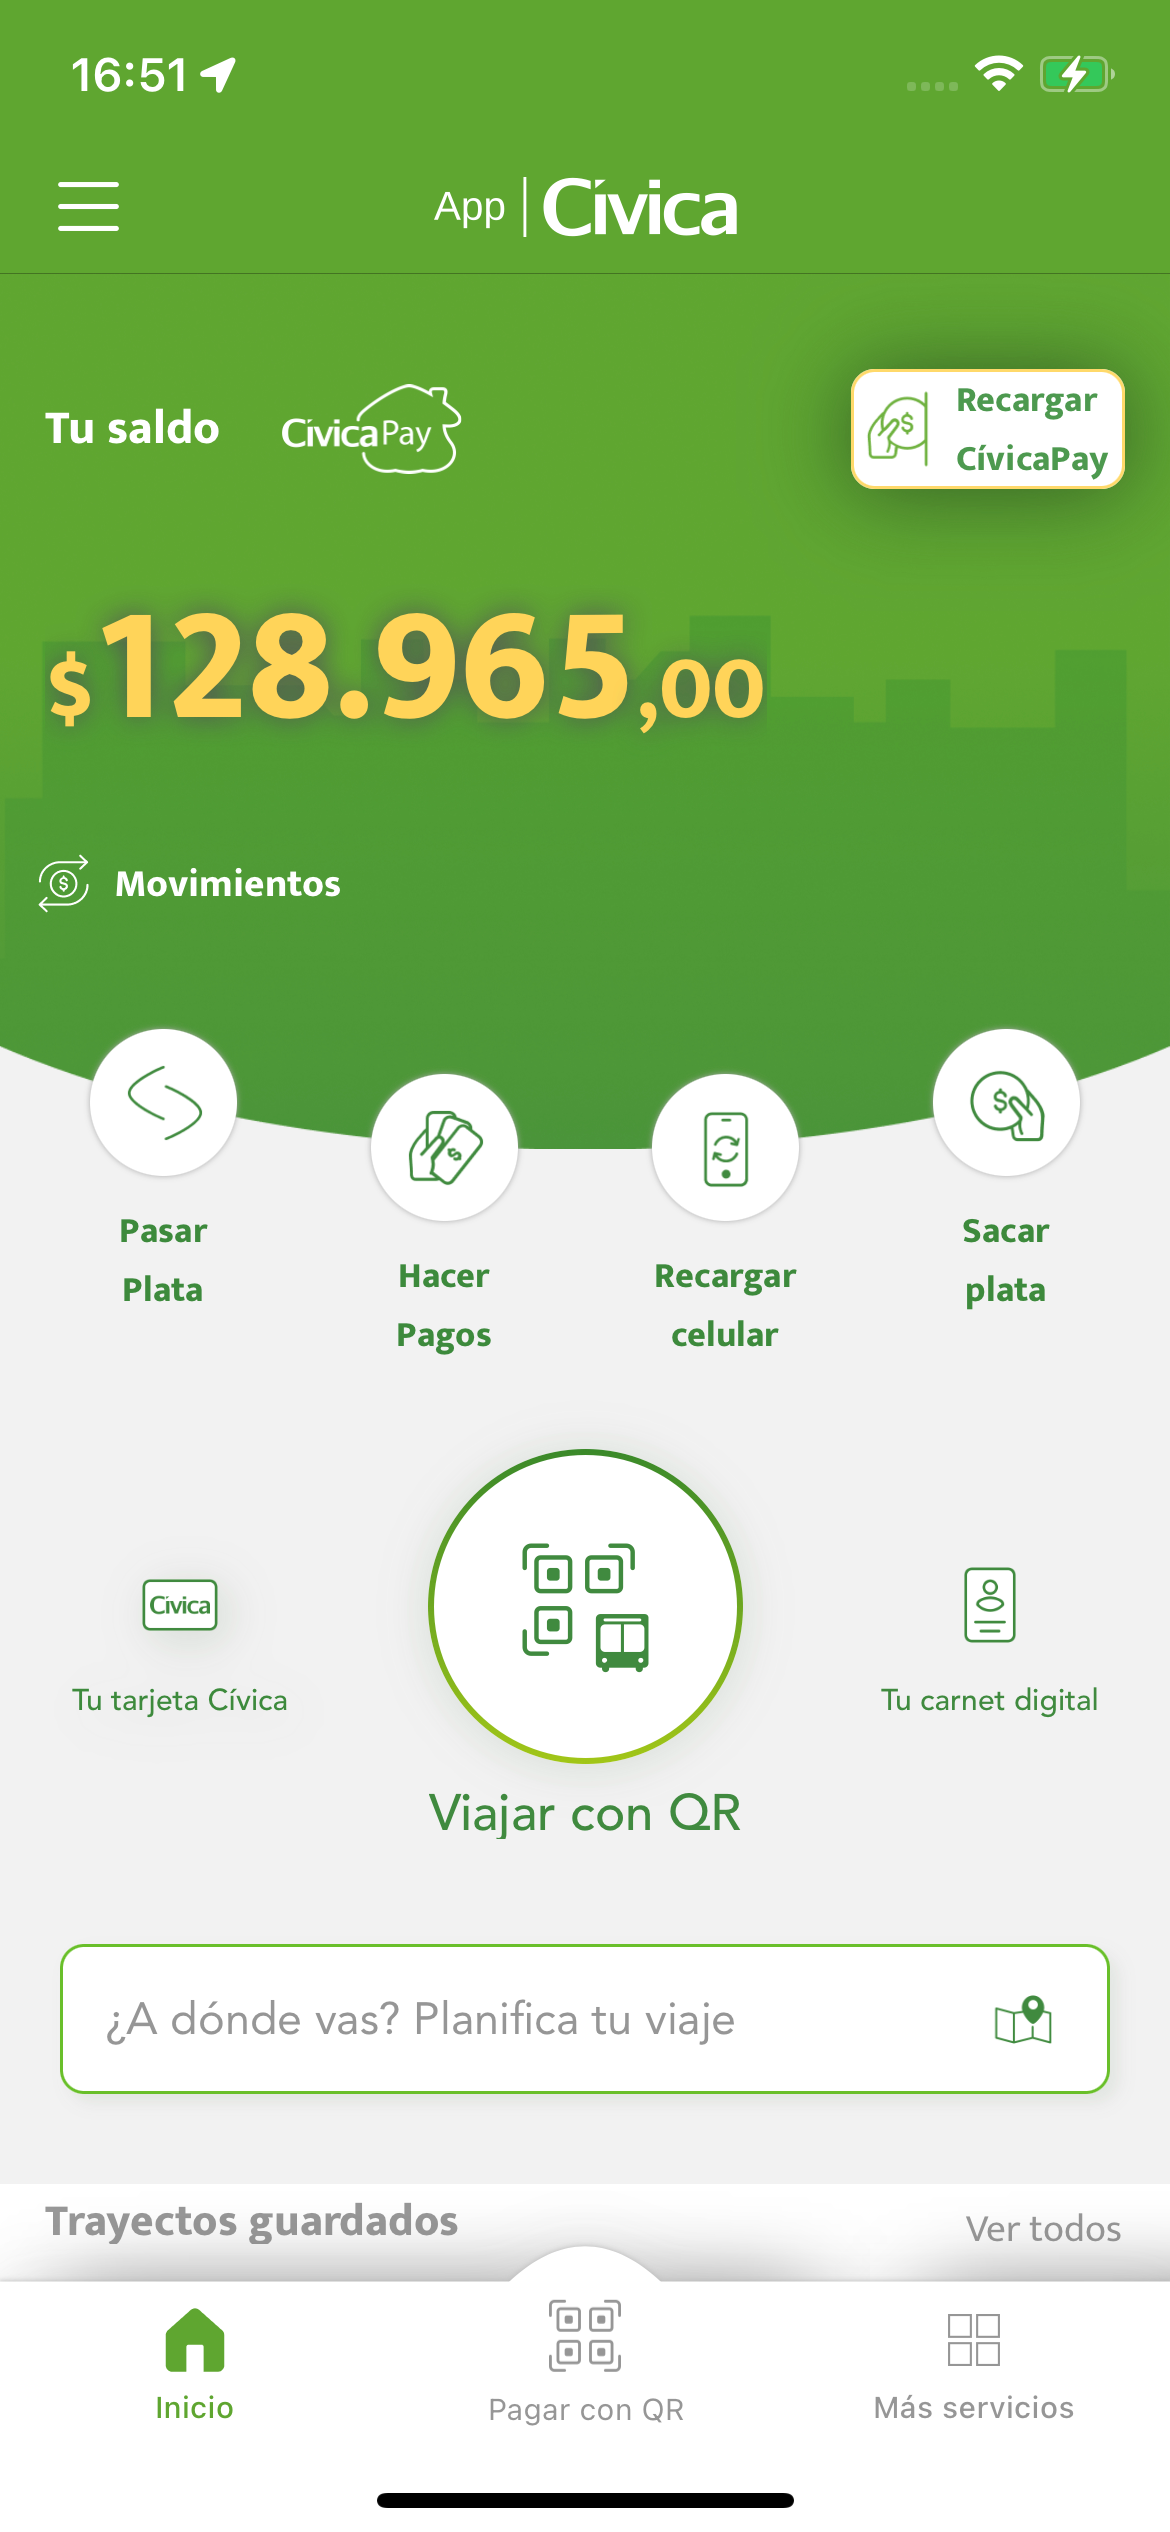 16:51
App | Cívica
Tu saldo
CívicaPay
Recargar
CívicaPay
$128.965,00
Movimientos
Pasar
Plata
Hacer
Pagos
Recargar
celular
Sacar
plata
Cívica
Tu tarjeta Cívica
Tu carnet digital
Viajar con QR
¿A dónde vas? Planifica tu viaje
Trayectos guardados
Ver todos
Inicio
Pagar con QR
Más servicios